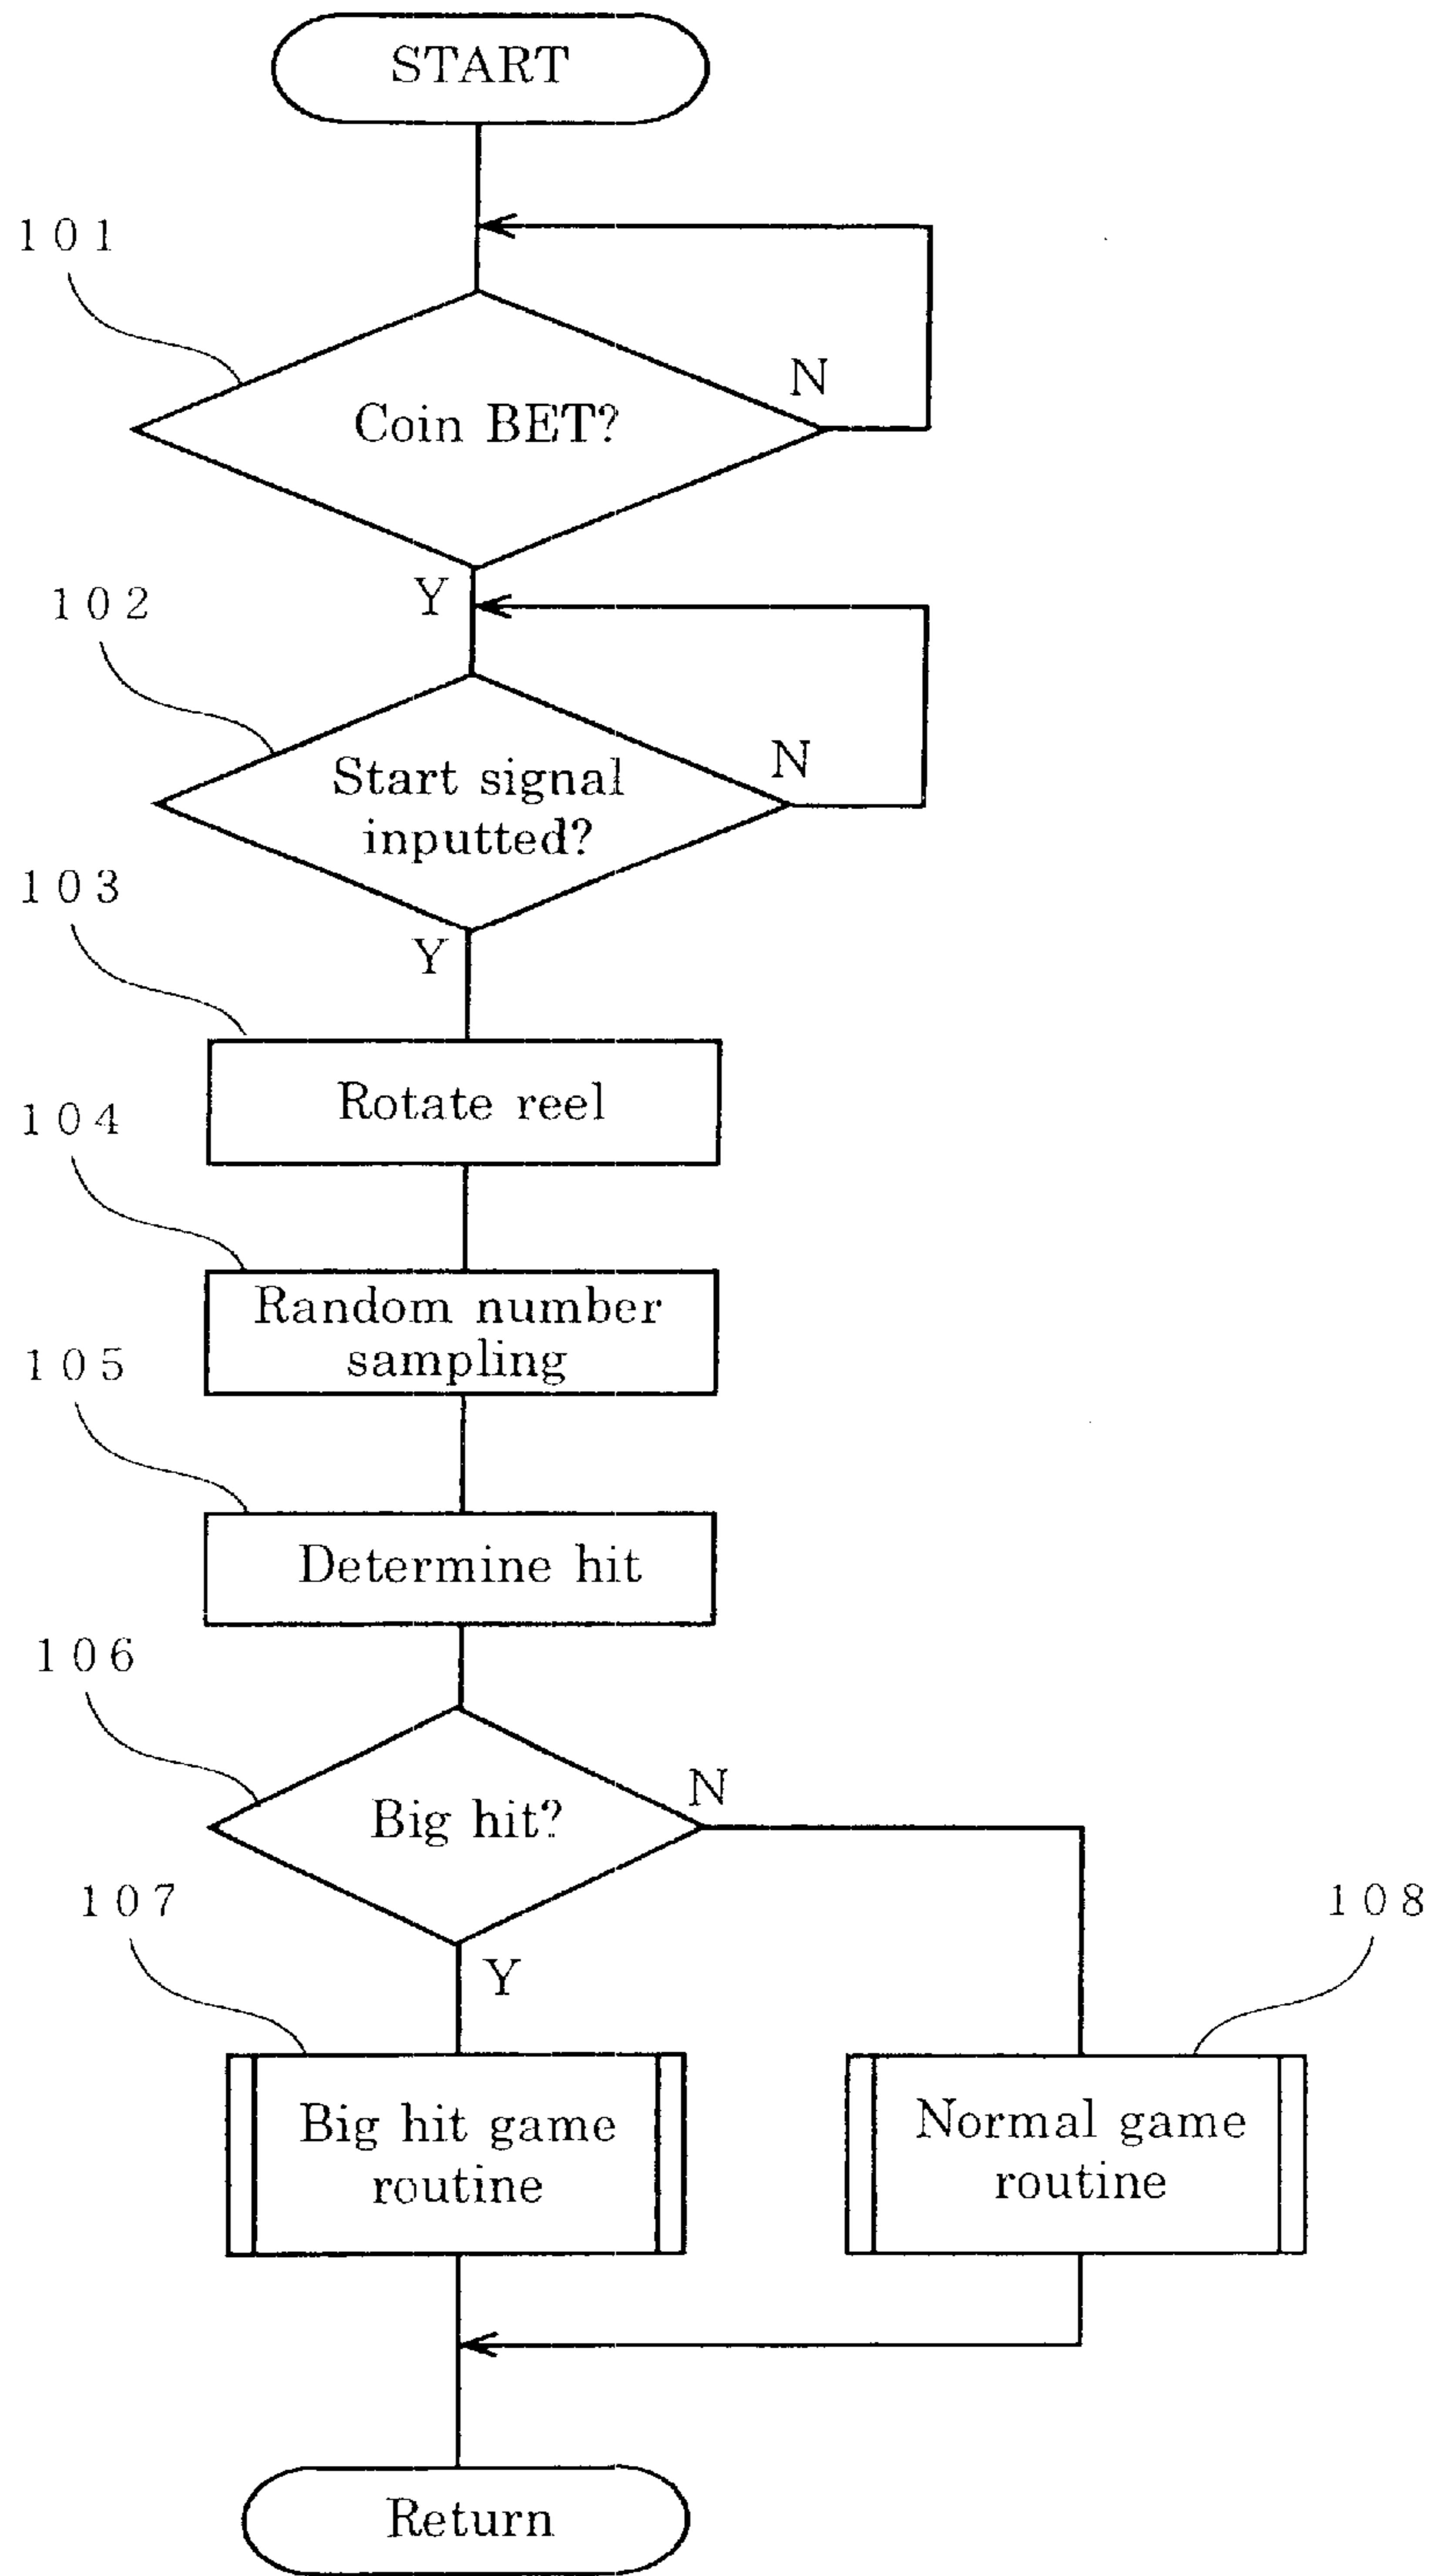 START
101
Coin BET?
N
Y
102
Start signal
inputted?
N
Y
103
Rotate reel
104
Random number
sampling
105
Determine hit
106
Big hit?
N
Y
107
Big hit game
routine
108
Normal game
routine
Return